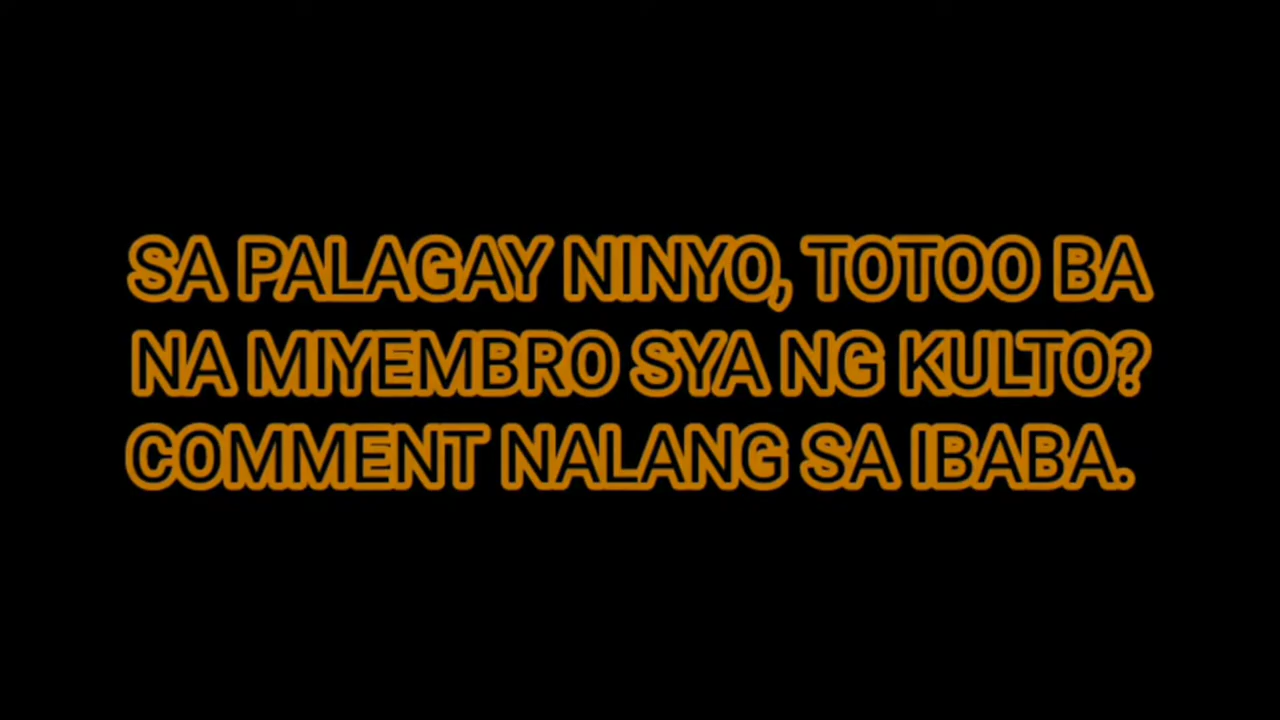 SA PALAGAY NINYO, TOTOO BA
NA MIYEMBRO SYA NG KULTO?
COMMENT NALANG SA IBABA.